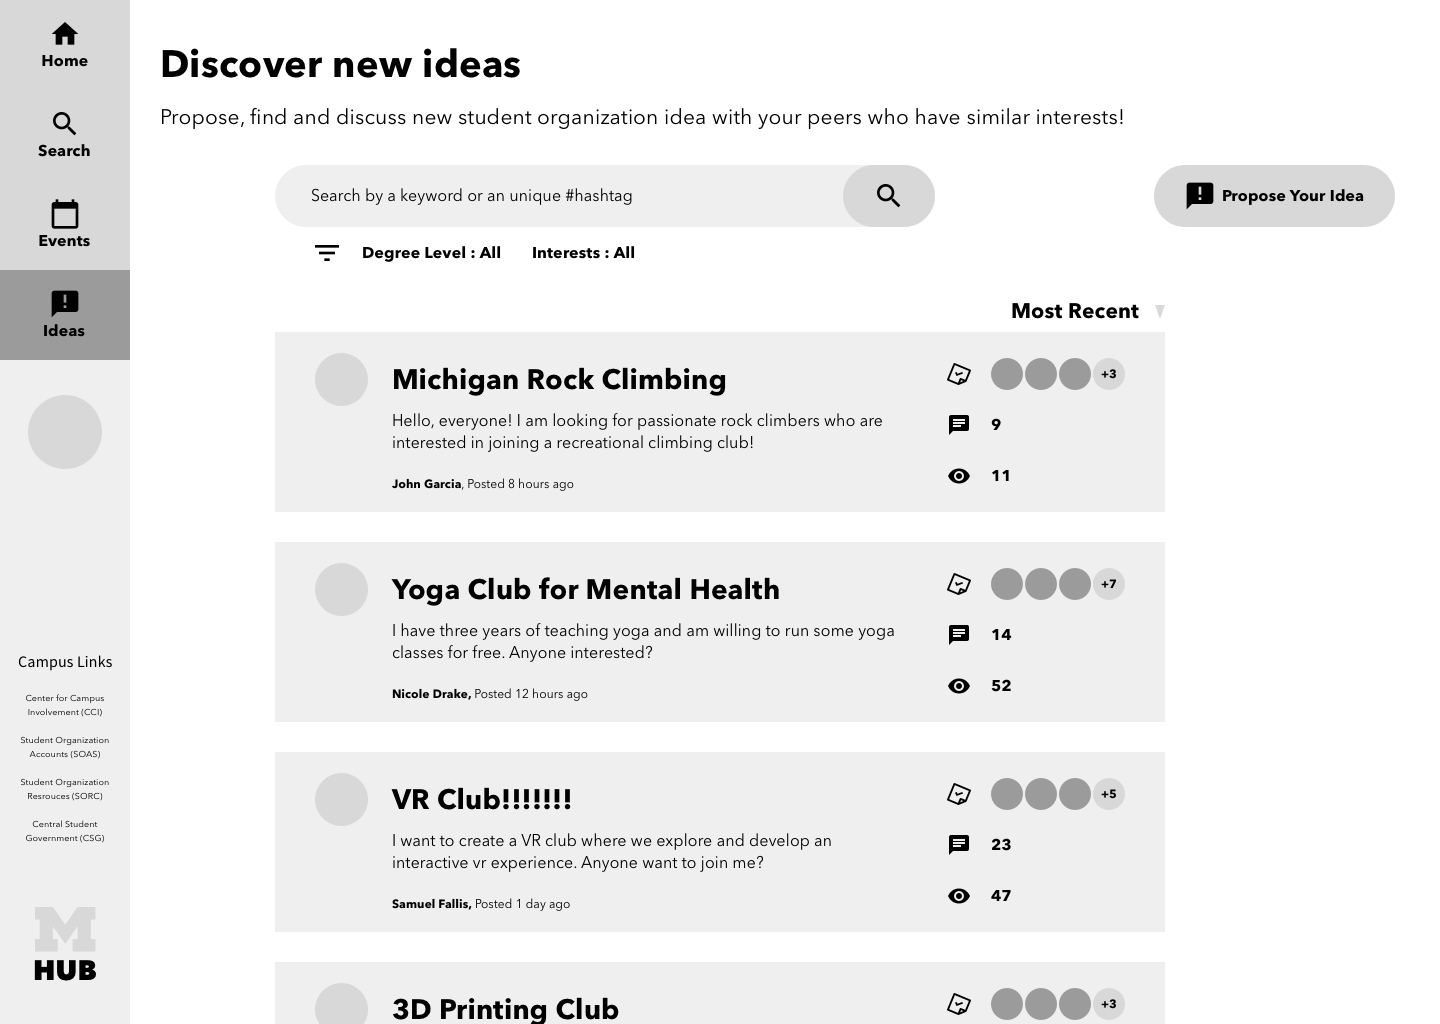 Home
Search
Events
Ideas
Campus Links
Center for Campus
Involvement (CCI)
Student Organization
Accounts (SOAS)
Student Organization
Resrouces (SORC)
Central Student
Government (CSG)
M
HUB
Discover new ideas
Propose, find and discuss new student organization idea with your peers who have similar interests!
Search by a keyword or an unique #hashtag
Propose Your Idea
Degree Level : All
Interests : All
Most Recent
Michigan Rock Climbing
Hello, everyone! I am looking for passionate rock climbers who are
interested in joining a recreational climbing club!
John Garcia, Posted 8 hours ago
+3
9
11
Yoga Club for Mental Health
I have three years of teaching yoga and am willing to run some yoga
classes for free. Anyone interested?
Nicole Drake, Posted 12 hours ago
+7
14
52
VR Club!!!!!!!
I want to create a VR club where we explore and develop an
interactive vr experience. Anyone want to join me?
Samuel Fallis, Posted 1 day ago
+5
23
47
3D Printing Club
+3